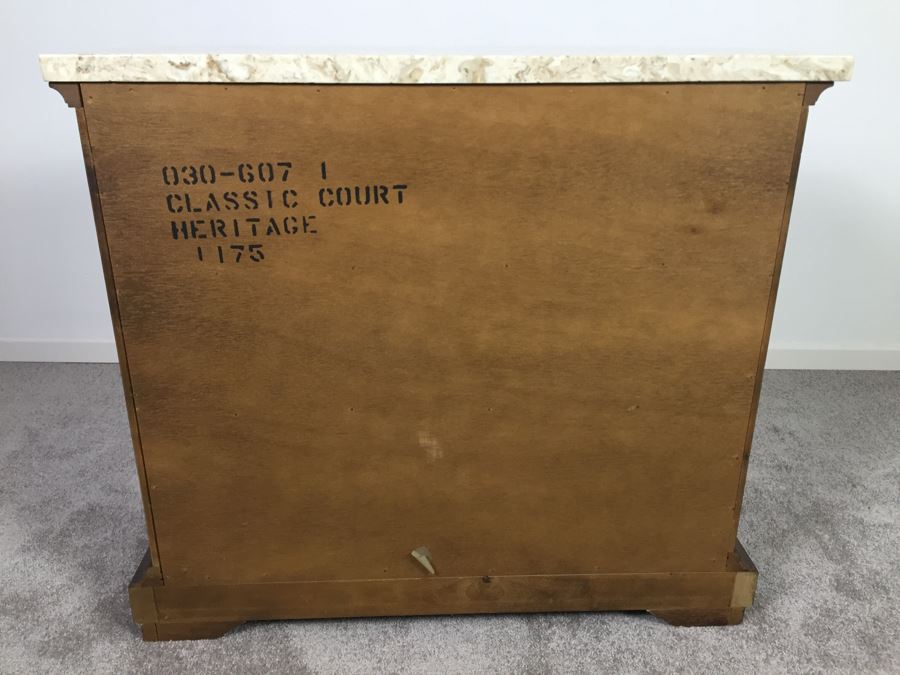 030-607 1
CLASSIC COURT
HERITAGE
1175